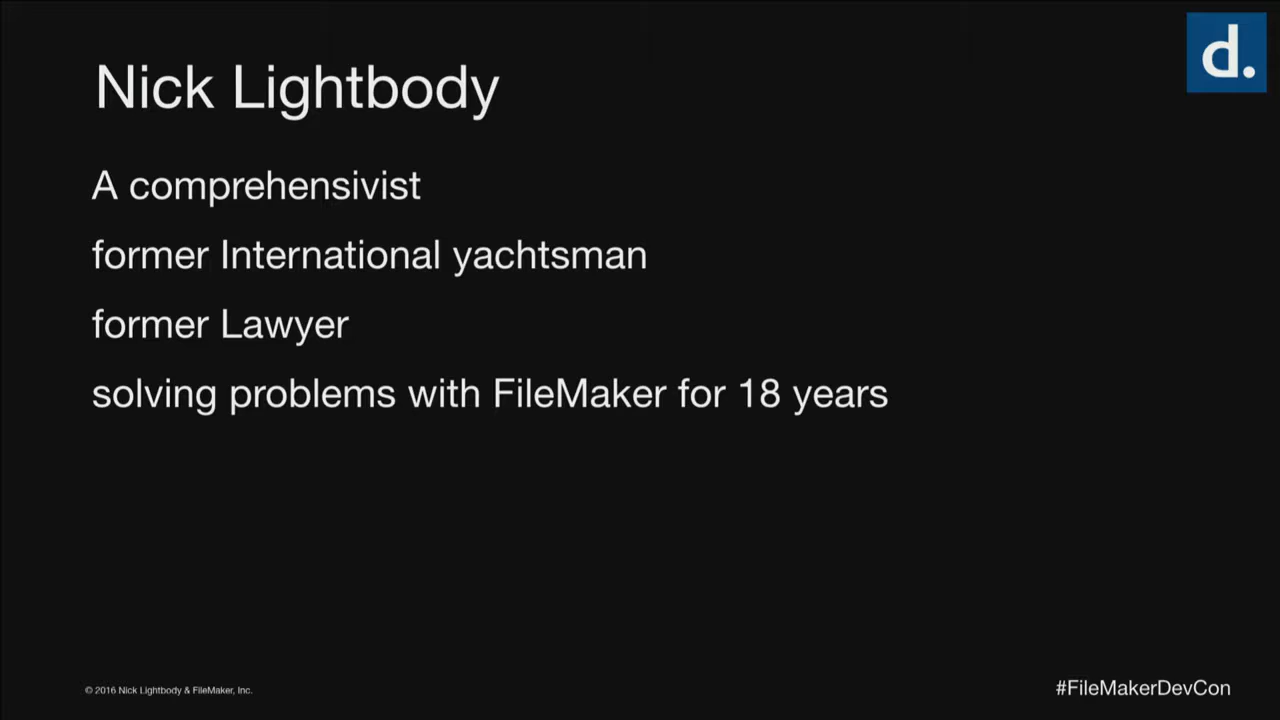 d.
Nick Lightbody
A comprehensivist
former International yachtsman
former Lawyer
solving problems with FileMaker for 18 years
© 2016 Nick Lightbody & FileMaker, Inc.
#FileMakerDevCon